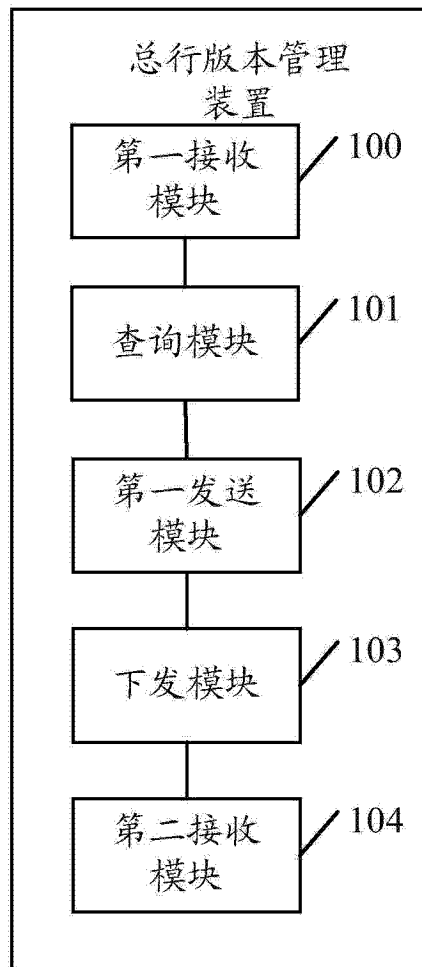 总行版本管理
装置
第一接收
模块
100
查询模块
101
第一发送
模块
102
下发模块
103
第二接收
模块
104